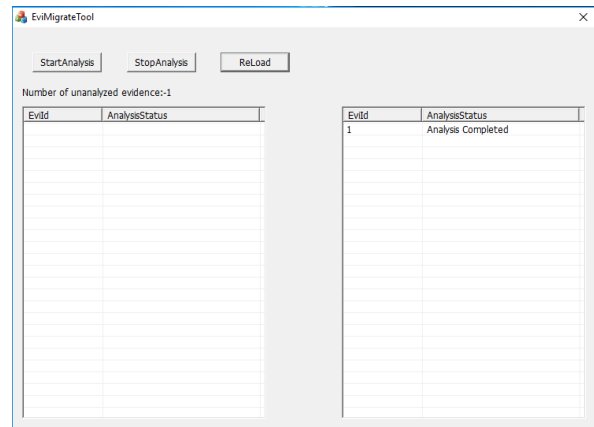 EviMigrateTool
StartAnalysis StopAnalysis ReLoad
Number of unanalyzed evidence:-1
EviId AnalysisStatus EviId AnalysisStatus
1 Analysis Completed